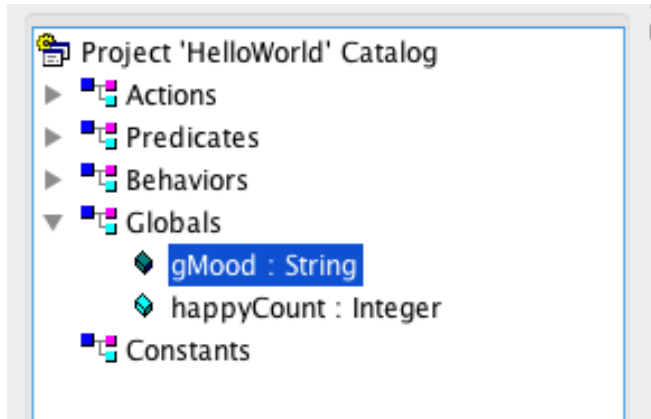 Project 'HelloWorld' Catalog
Actions
Predicates
Behaviors
Globals
gMood : String
happyCount : Integer
Constants